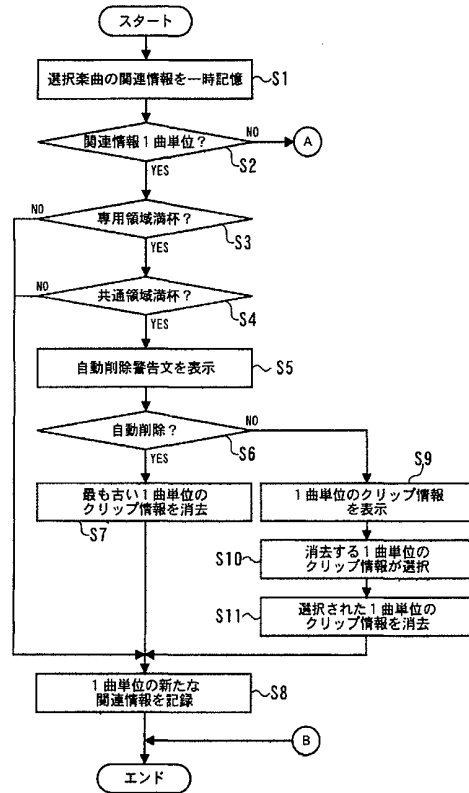 スタート
選択楽曲の関連情報を一時記憶
S1
関連情報1曲単位?
NO
A
S2
YES
NO
専用領域満杯?
S3
YES
NO
共通領域満杯?
S4
YES
自動削除警告文を表示
S5
自動削除?
NO
S6
YES
S9
最も古い1曲単位の
クリップ情報を消去
S7
1曲単位のクリップ情報
を表示
S10
消去する1曲単位の
クリップ情報が選択
S11
選択された1曲単位の
クリップ情報を消去
1曲単位の新たな
関連情報を記録
S8
B
エンド